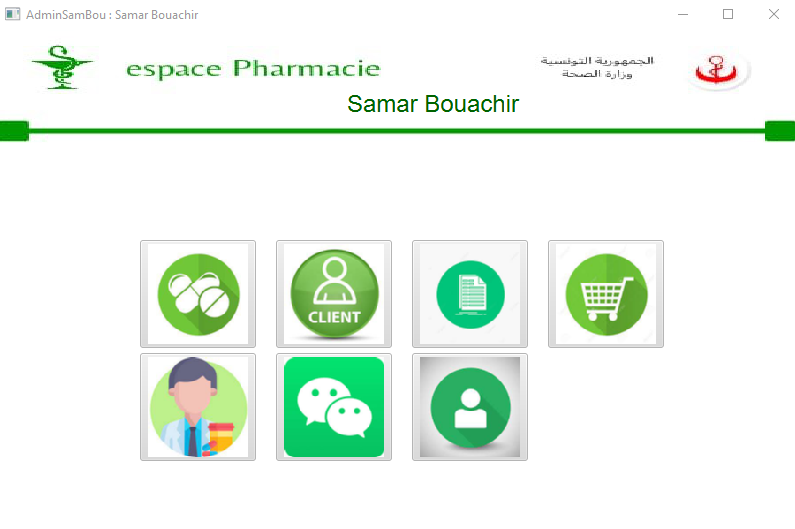 AdminSamBou : Samar Bouachir
espace Pharmacie
الجمهورية التونسية
وزارة الصحة
Samar Bouachir
CLIENT